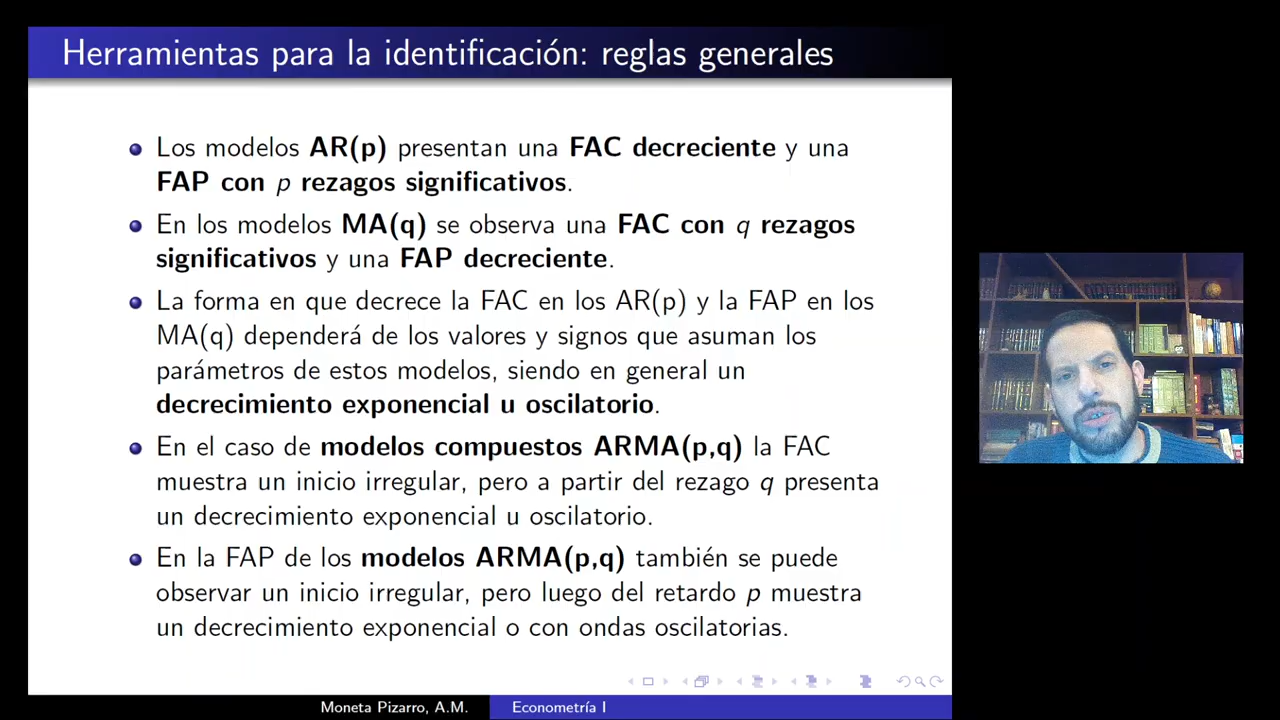 Herramientas para la identificación: reglas generales
Los modelos AR(p) presentan una FAC decreciente y una
FAP con p rezagos significativos.
En los modelos MA(q) se observa una FAC con q rezagos
significativos y una FAP decreciente.
La forma en que decrece la FAC en los AR(p) y la FAP en los
MA(q) dependerá de los valores y signos que asuman los
parámetros de estos modelos, siendo en general un
decrecimiento exponencial u oscilatorio.
En el caso de modelos compuestos ARMA(p,q) la FAC
muestra un inicio irregular, pero a partir del rezago q presenta
un decrecimiento exponencial u oscilatorio.
En la FAP de los modelos ARMA(p,q) también se puede
observar un inicio irregular, pero luego del retardo p muestra
un decrecimiento exponencial o con ondas oscilatorias.
Moneta Pizarro, A.M.
Econometría I